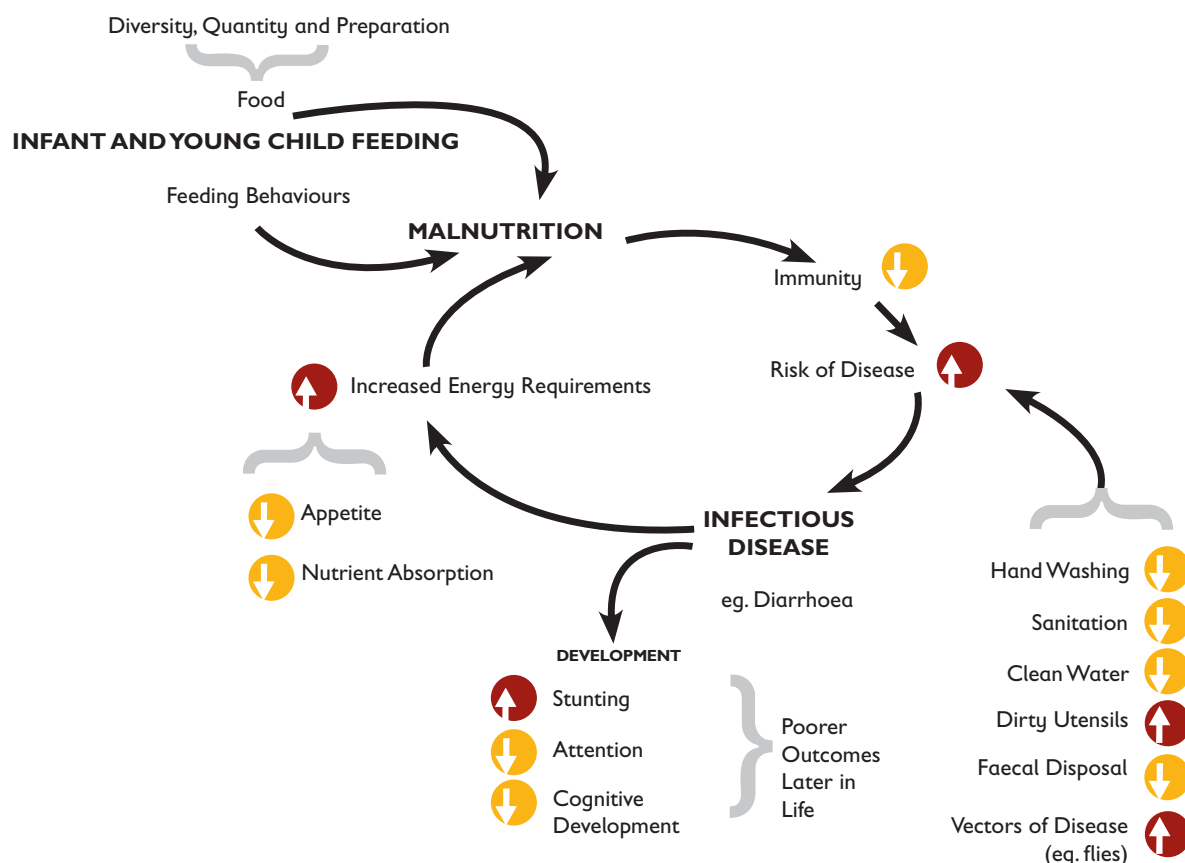 Diversity, Quantity and Preparation
Food
INFANT AND YOUNG CHILD FEEDING
Feeding Behaviours
MALNUTRITION
Immunity
Risk of Disease
Increased Energy Requirements
Appetite
Nutrient Absorption
INFECTIOUS
DISEASE
eg. Diarrhoea
DEVELOPMENT
Stunting
Attention
Cognitive
Development
Poorer
Outcomes
Later in
Life
Hand Washing
Sanitation
Clean Water
Dirty Utensils
Faecal Disposal
Vectors of Disease
(eg. flies)